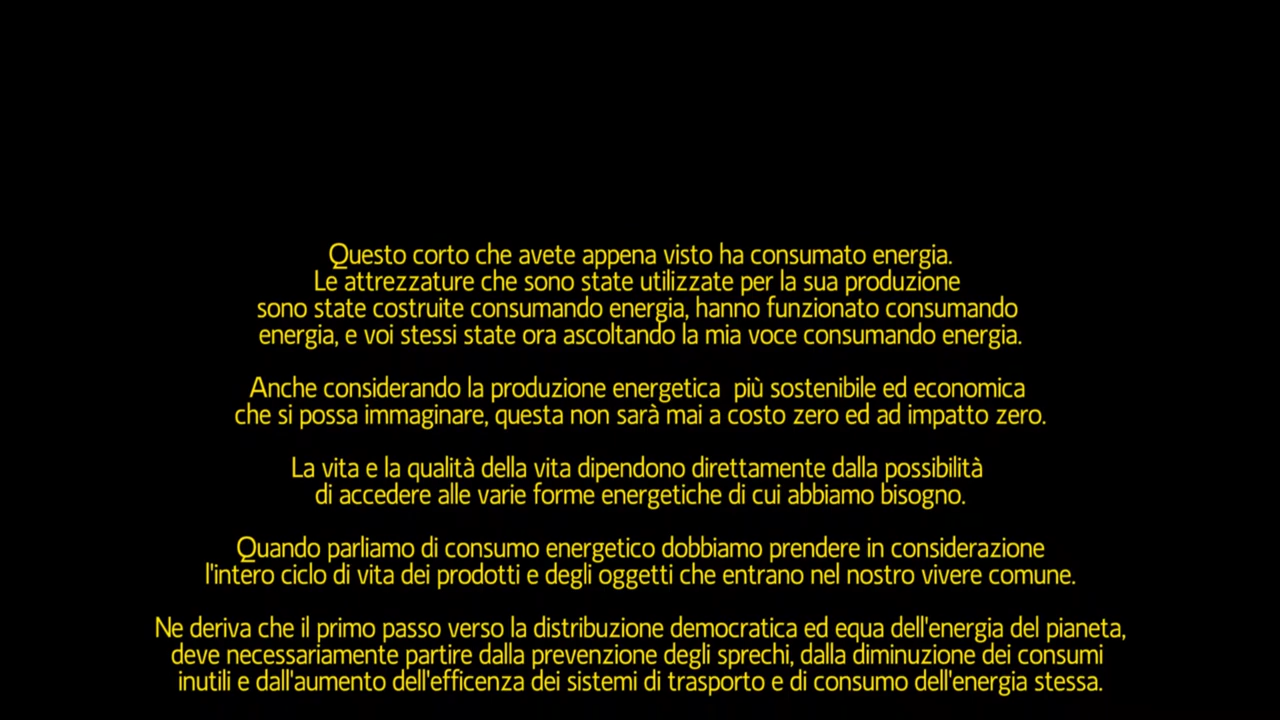 Questo corto che avete appena visto ha consumato energia.
Le attrezzature che sono state utilizzate per la sua produzione
sono state costruite consumando energia, hanno funzionato consumando
energia, e voi stessi state ora ascoltando la mia voce consumando energia.
Anche considerando la produzione energetica  più sostenibile ed economica
che si possa immaginare, questa non sarà mai a costo zero ed ad impatto zero.
La vita e la qualità della vita dipendono direttamente dalla possibilità
di accedere alle varie forme energetiche di cui abbiamo bisogno.
Quando parliamo di consumo energetico dobbiamo prendere in considerazione
l'intero ciclo di vita dei prodotti e degli oggetti che entrano nel nostro vivere comune.
Ne deriva che il primo passo verso la distribuzione democratica ed equa dell'energia del pianeta,
deve necessariamente partire dalla prevenzione degli sprechi, dalla diminuzione dei consumi
inutili e dall'aumento dell'efficenza dei sistemi di trasporto e di consumo dell'energia stessa.